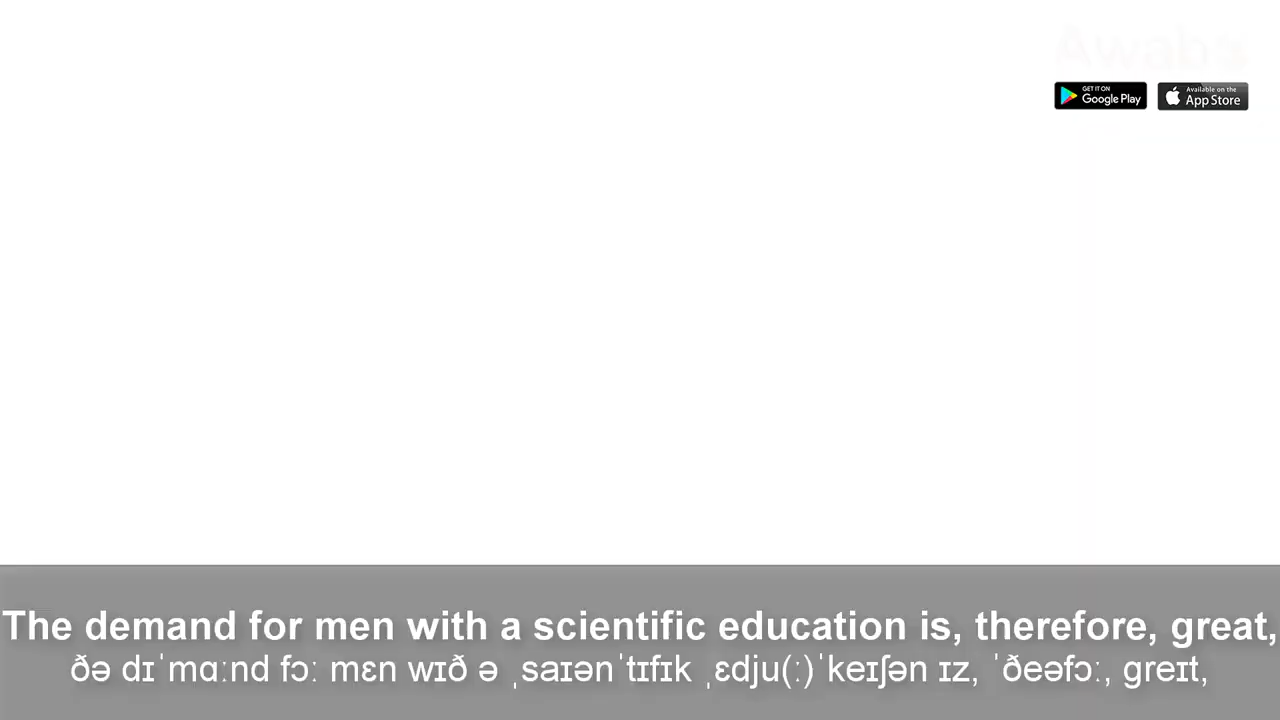 GET IT ON
Google Play
Available on the
App Store
The demand for men with a scientific education is, therefore, great,
ðə dɪˈmɑːnd fɔː mɛn wɪð ə ˌsaɪənˈtɪfɪk ˌɛdju(ː)ˈkeɪʃən ɪz, ˈðeəfɔː, greɪt,